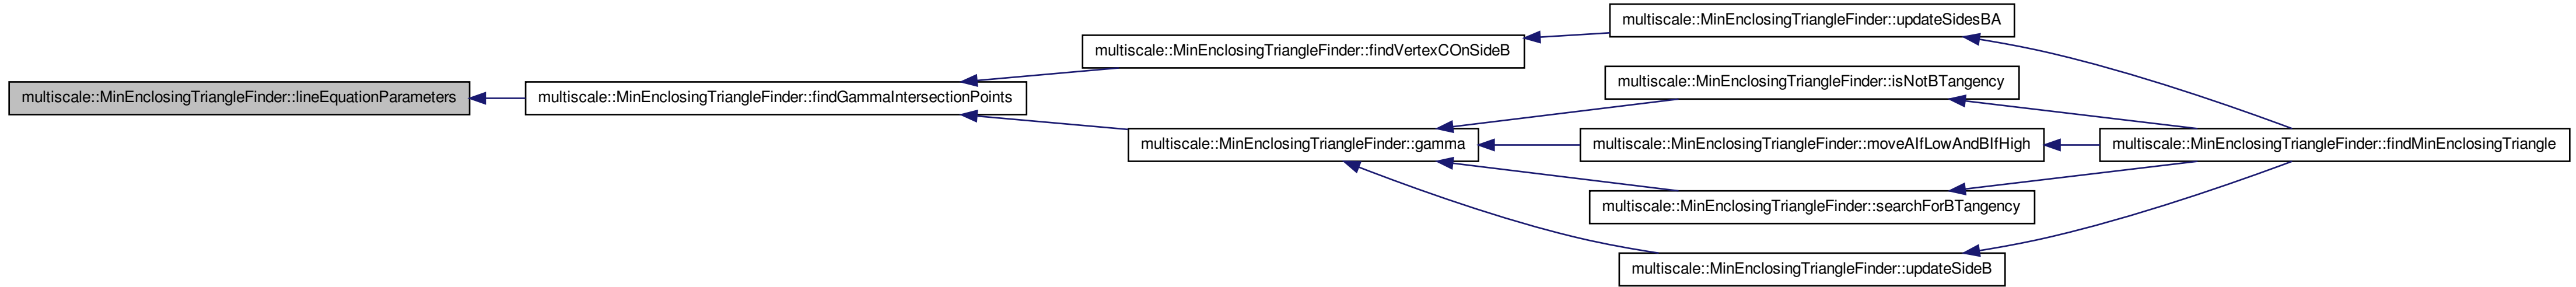 multiscale::MinEnclosingTriangleFinder::lineEquationParameters
multiscale::MinEnclosingTriangleFinder::findGammaIntersectionPoints
multiscale::MinEnclosingTriangleFinder::findVertexCOnSideB
multiscale::MinEnclosingTriangleFinder::gamma
multiscale::MinEnclosingTriangleFinder::updateSidesBA
multiscale::MinEnclosingTriangleFinder::isNotBTangency
multiscale::MinEnclosingTriangleFinder::moveAIfLowAndBIfHigh
multiscale::MinEnclosingTriangleFinder::searchForBTangency
multiscale::MinEnclosingTriangleFinder::updateSideB
multiscale::MinEnclosingTriangleFinder::findMinEnclosingTriangle